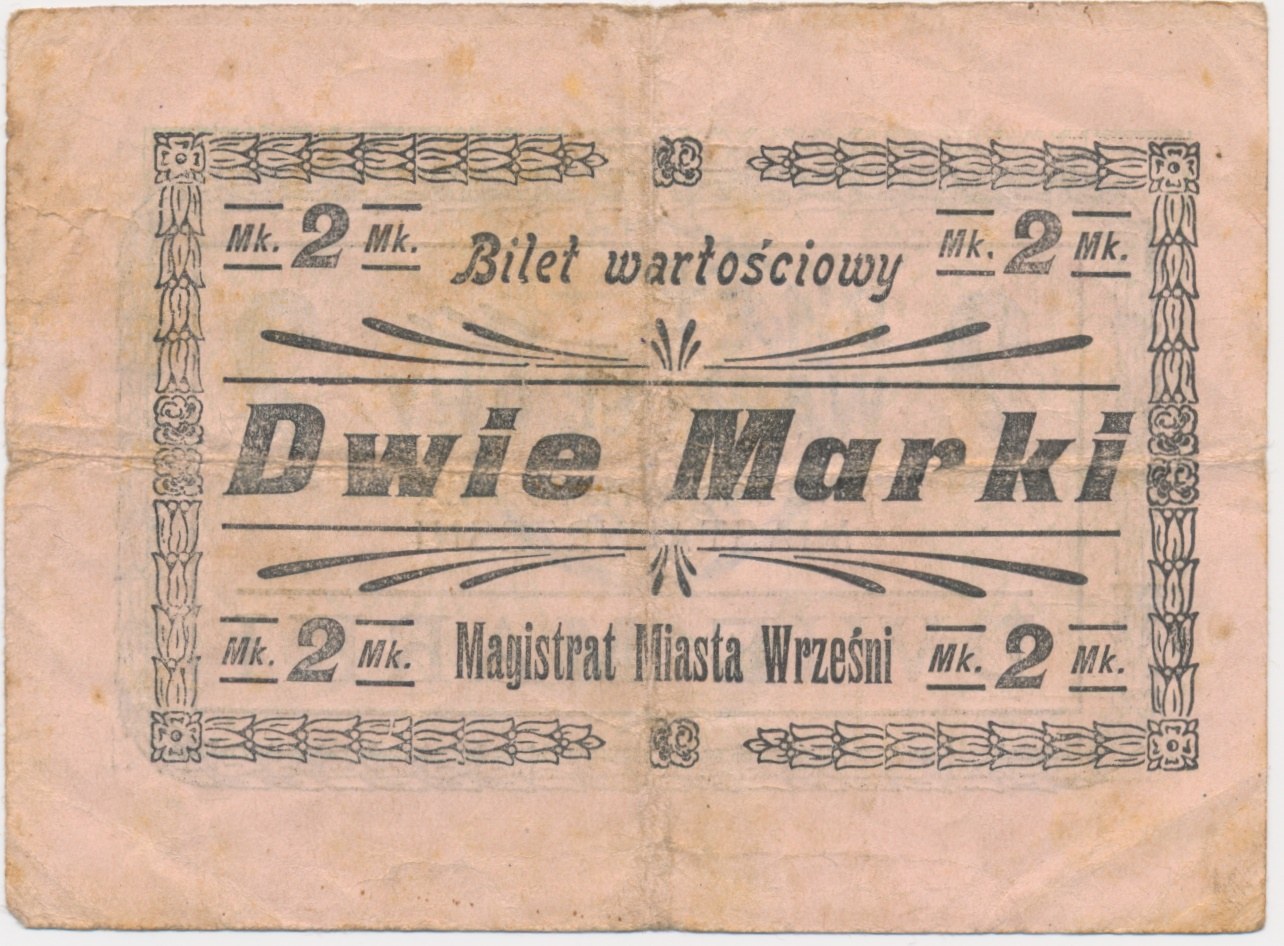 Mk. 2 Mk.
Bilet wartościowy
Mk. 2 Mk.
Dwie Marki
Mk. 2 Mk.
Magistrat Miasta Wrześni
Mk. 2 Mk.